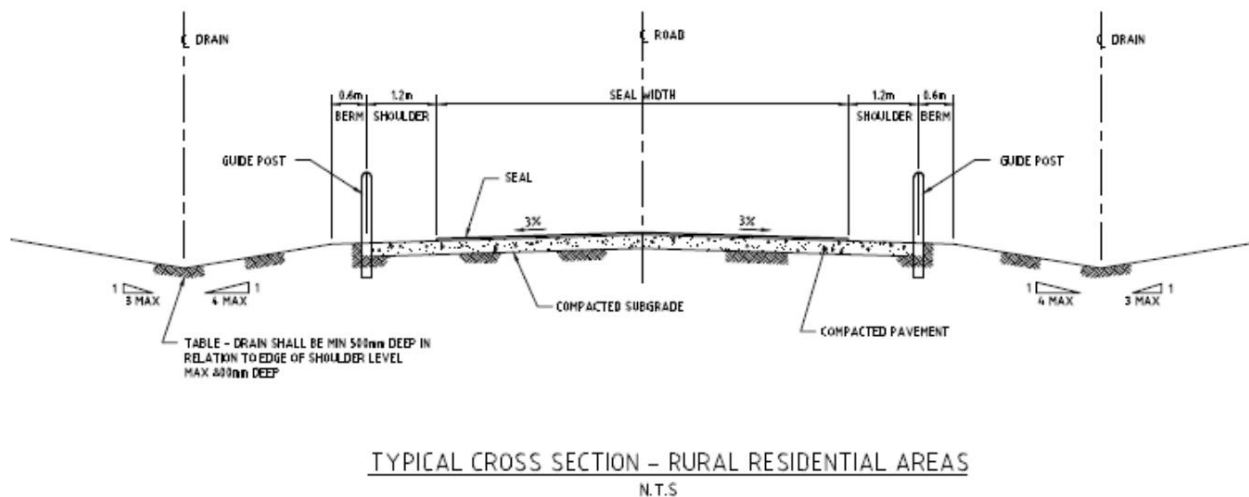 ℄ DRAIN
℄ ROAD
℄ DRAIN
0.6m
1.2m
SEAL WIDTH
1.2m
0.6m
BERM
SHOULDER
SHOULDER
BERM
GUIDE POST
GUIDE POST
SEAL
3%
3%
1
3 MAX
4 MAX
1
1
4 MAX
3 MAX
1
COMPACTED SUBGRADE
COMPACTED PAVEMENT
TABLE - DRAIN SHALL BE MIN 500mm DEEP IN
RELATION TO EDGE OF SHOULDER LEVEL
MAX 800mm DEEP
TYPICAL CROSS SECTION - RURAL RESIDENTIAL AREAS
N.T.S